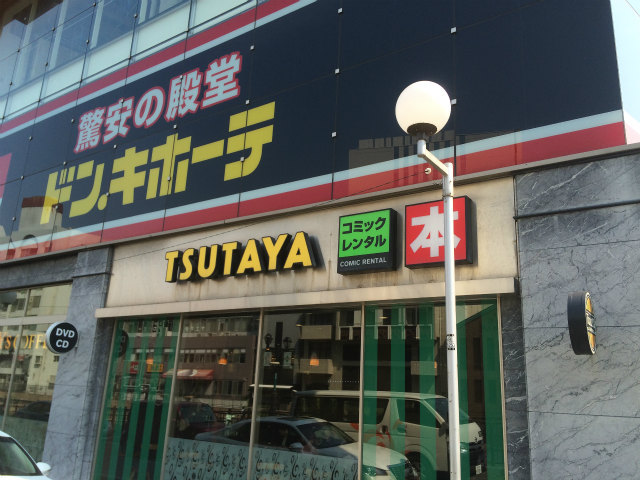 驚安の殿堂
ドン.キホーテ
TSUTAYA
コミック
レンタル
COMIC RENTAL
本
DVD
CD